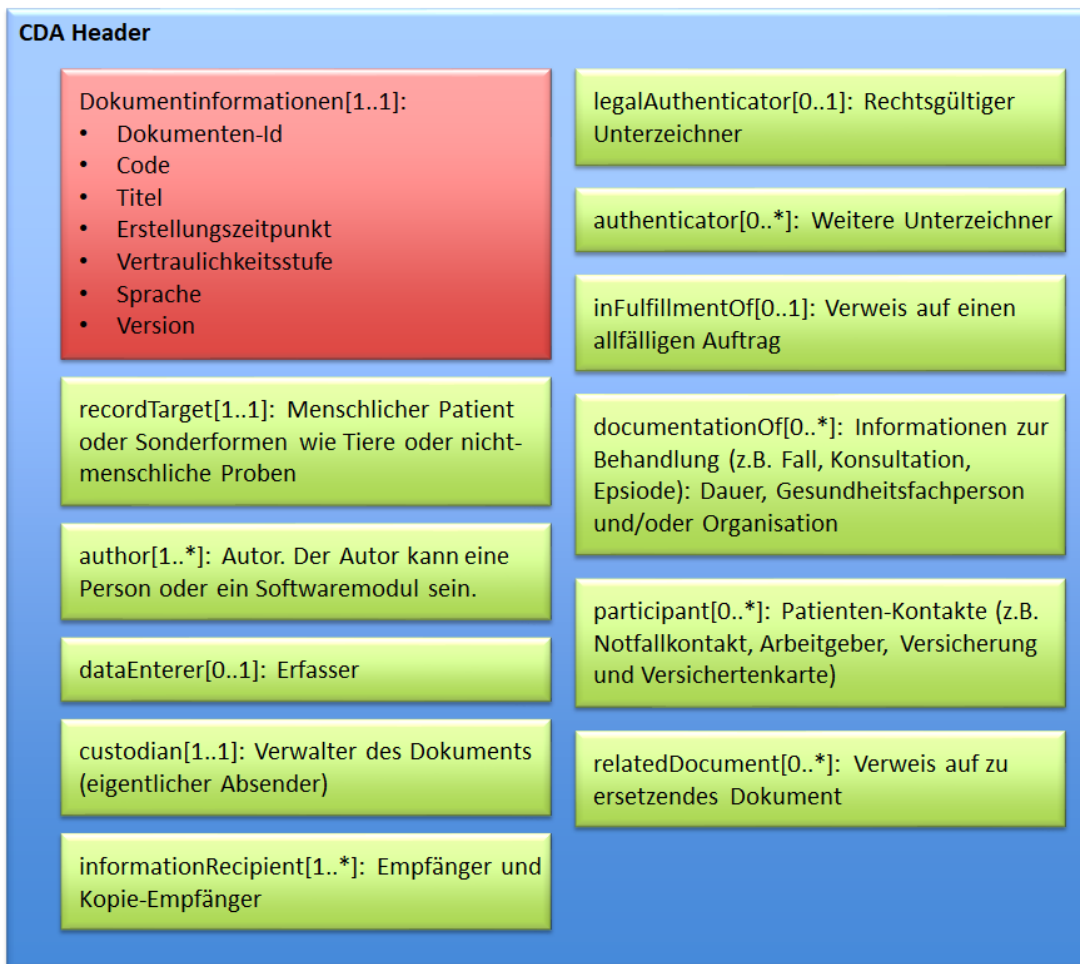 CDA Header
Dokumentinformationen[1..1]:
• Dokumenten-Id
• Code
• Titel
• Erstellungszeitpunkt
• Vertraulichkeitsstufe
• Sprache
• Version
recordTarget[1..1]: Menschlicher Patient
oder Sonderformen wie Tiere oder nicht-
menschliche Proben
author[1..*]: Autor. Der Autor kann eine
Person oder ein Softwaremodul sein.
dataEnterer[0..1]: Erfasser
custodian[1..1]: Verwalter des Dokuments
(eigentlicher Absender)
informationRecipient[1..*]: Empfänger und
Kopie-Empfänger
legalAuthenticator[0..1]: Rechtsgültiger
Unterzeichner
authenticator[0..*]: Weitere Unterzeichner
inFulfillmentOf[0..1]: Verweis auf einen
allfälligen Auftrag
documentationOf[0..*]: Informationen zur
Behandlung (z.B. Fall, Konsultation,
Epsiode): Dauer, Gesundheitsfachperson
und/oder Organisation
participant[0..*]: Patienten-Kontakte (z.B.
Notfallkontakt, Arbeitgeber, Versicherung
und Versichertenkarte)
relatedDocument[0..*]: Verweis auf zu
ersetzendes Dokument